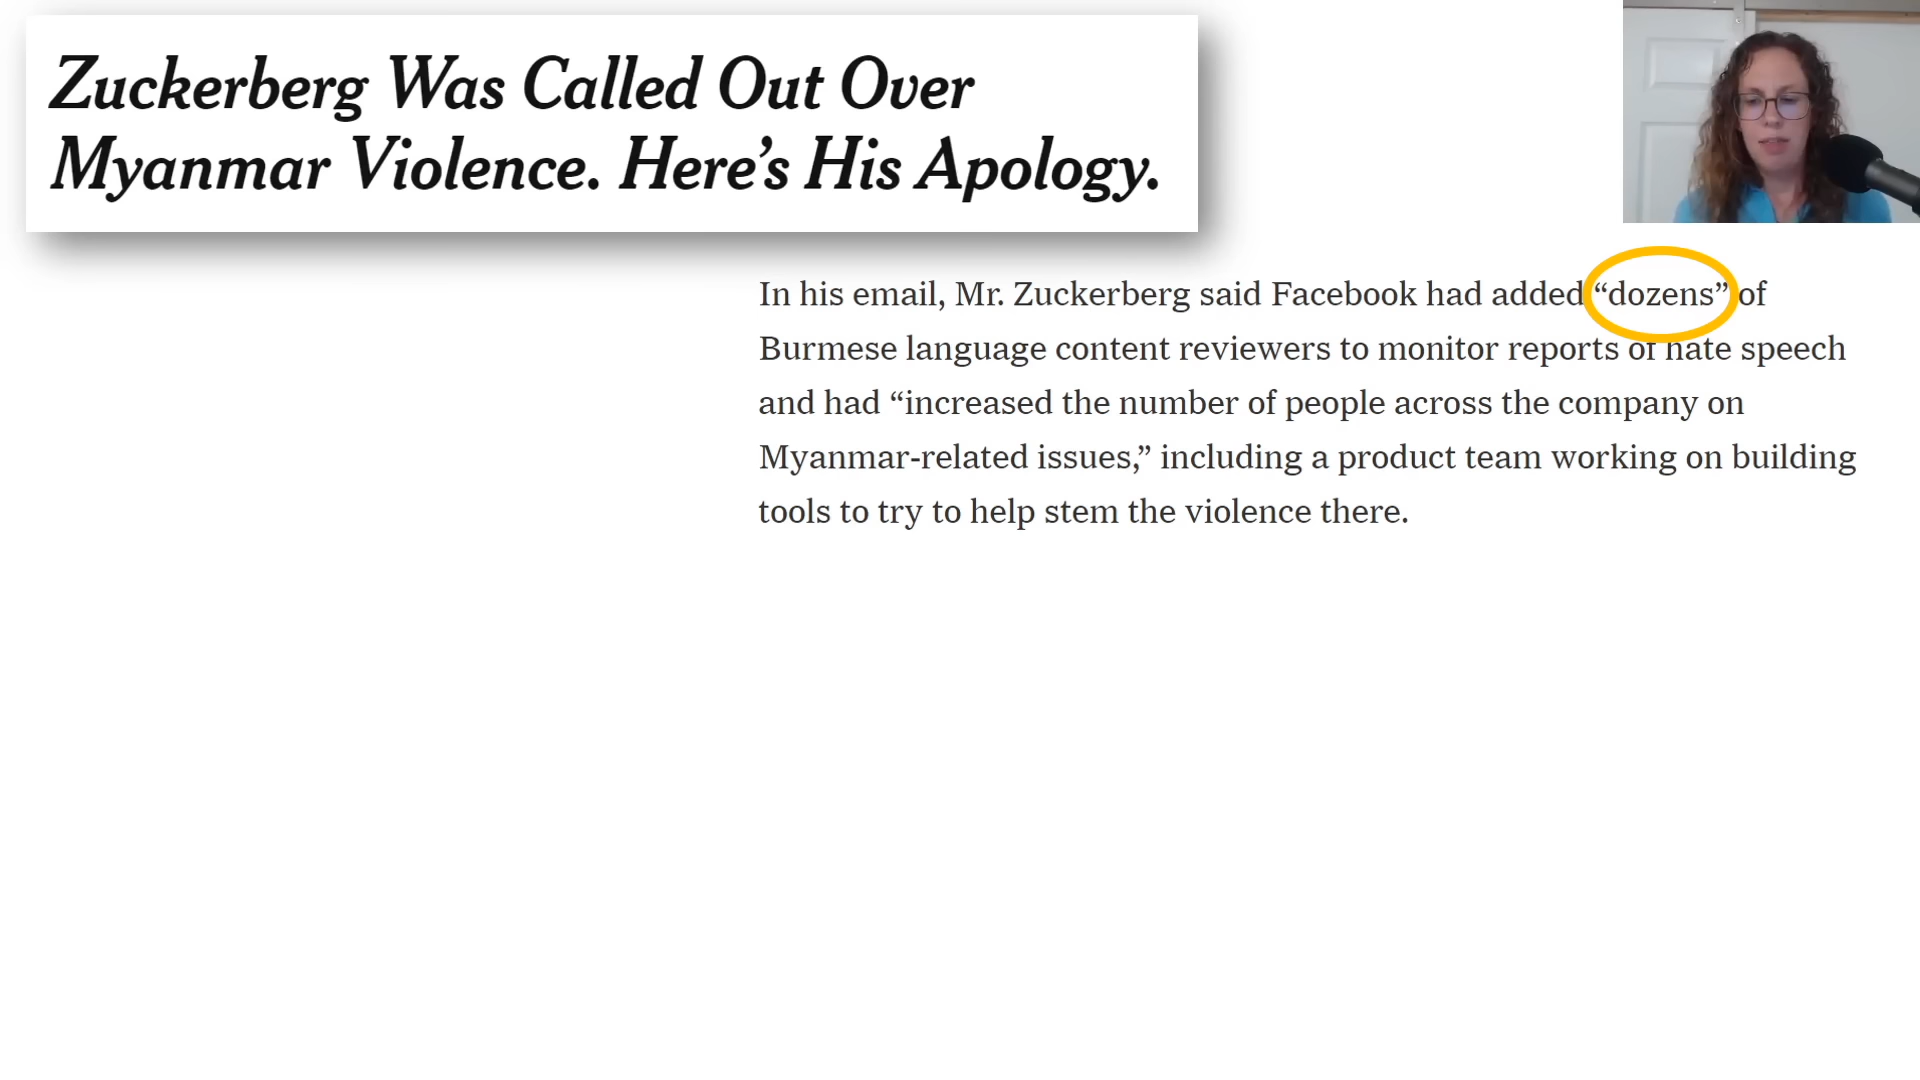 Zuckerberg Was Called Out Over
Myanmar Violence. Here’s His Apology.
In his email, Mr. Zuckerberg said Facebook had added “dozens” of
Burmese language content reviewers to monitor reports of hate speech
and had “increased the number of people across the company on
Myanmar-related issues,” including a product team working on building
tools to try to help stem the violence there.